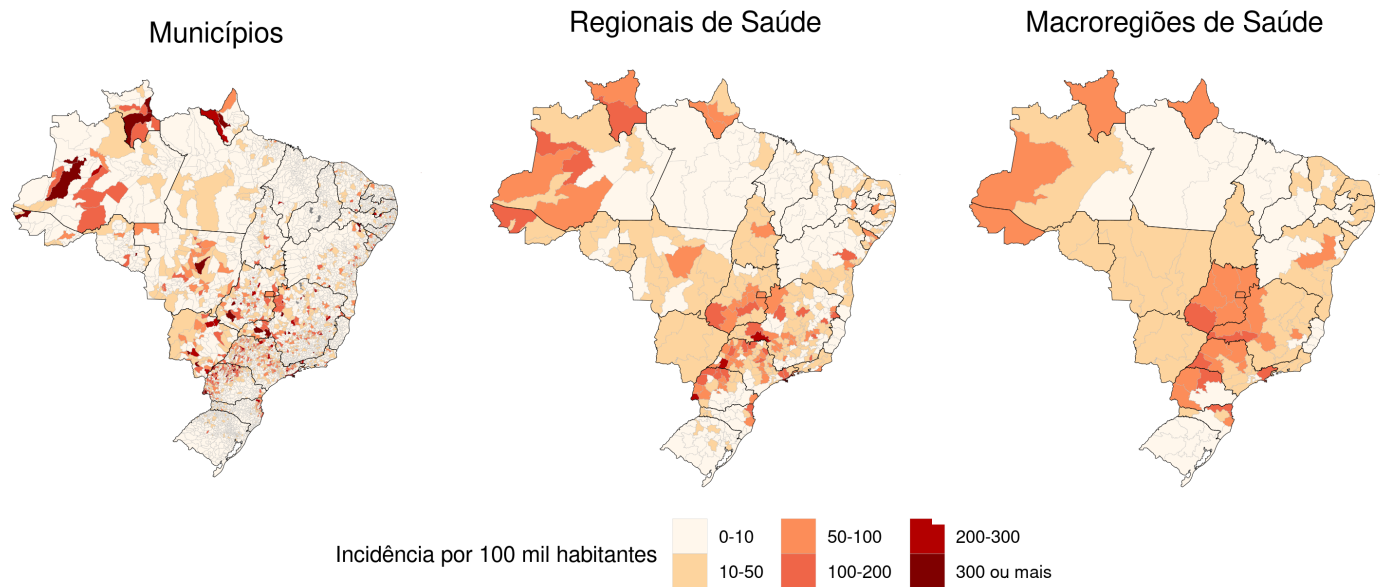 Municípios
Regionais de Saúde
Macroregiões de Saúde
Incidência por 100 mil habitantes
0-10
10-50
50-100
100-200
200-300
300 ou mais